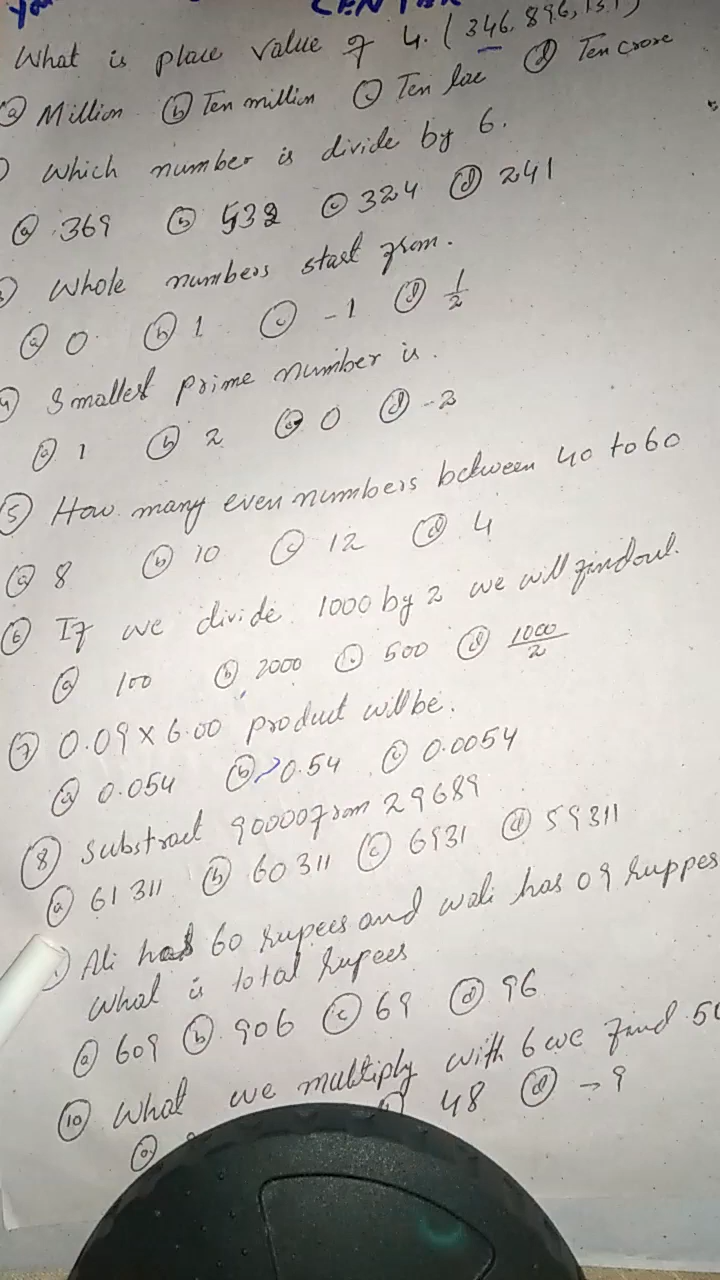 CENTER
What is place value of 4. (346,896,151)
(a) Million (b) Ten million (c) Ten lac (d) Ten crore
Which number is divide by 6.
(a) 369 (b) 532 (c) 324 (d) 241
Whole numbers start from.
(a) 0 (b) 1 (c) -1 (d) 1/2
Smallest prime number is.
(a) 1 (b) 2 (c) 0 (d) -2
(5) How many even numbers between 40 to 60
(a) 8 (b) 10 (c) 12 (d) 4
(6) If we divide 1000 by 2 we will findout.
(a) 100 (b) 2000 (c) 500 (d) 1000/2
(7) 0.09 x 6.00 product will be.
(a) 0.054 (b) 0.54 (c) 0.0054
(8) Substract 90000 from 29689
(a) 61311 (b) 60311 (c) 6931 (d) 59311
Ali has 60 rupees and wali has 09 ruppes
what is total rupees
(a) 609 (b) 906 (c) 69 (d) 96
(10) What we multiply with 6 we find
48 (d) -9